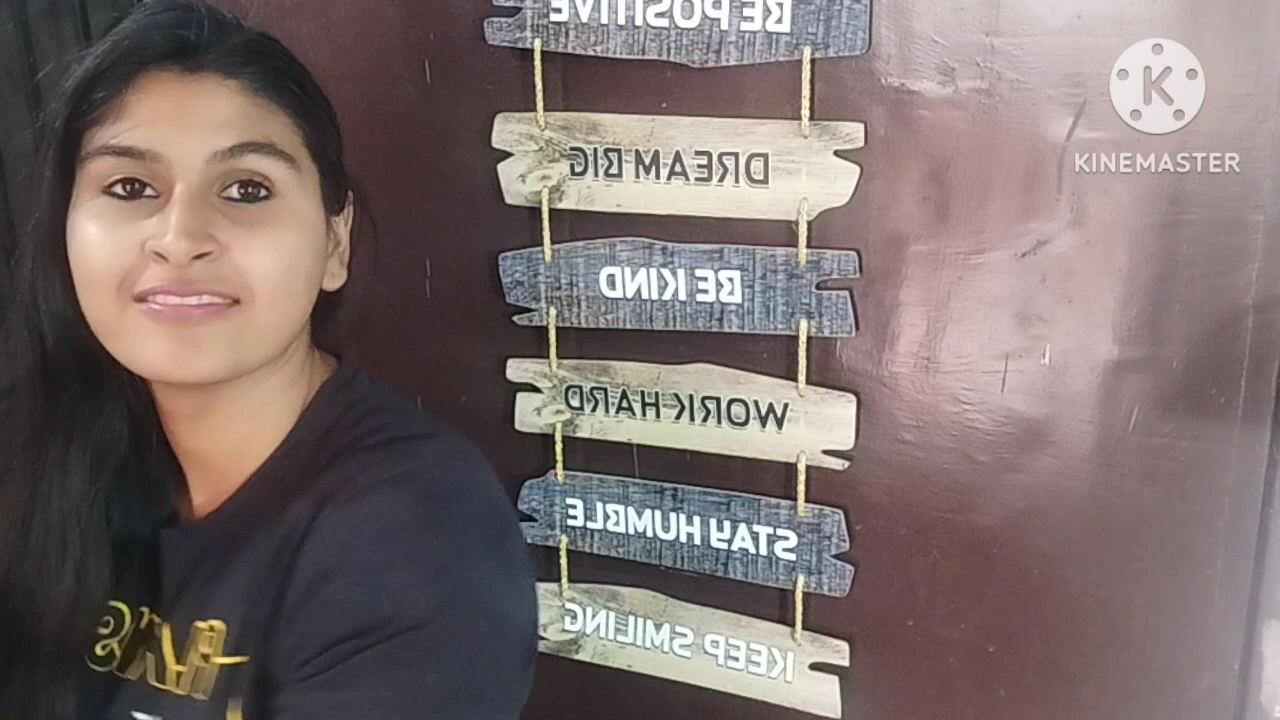 BE POSITIVE
DREAM BIG
BE KIND
WORK HARD
STAY HUMBLE
KEEP SMILING
K
KINEMASTER